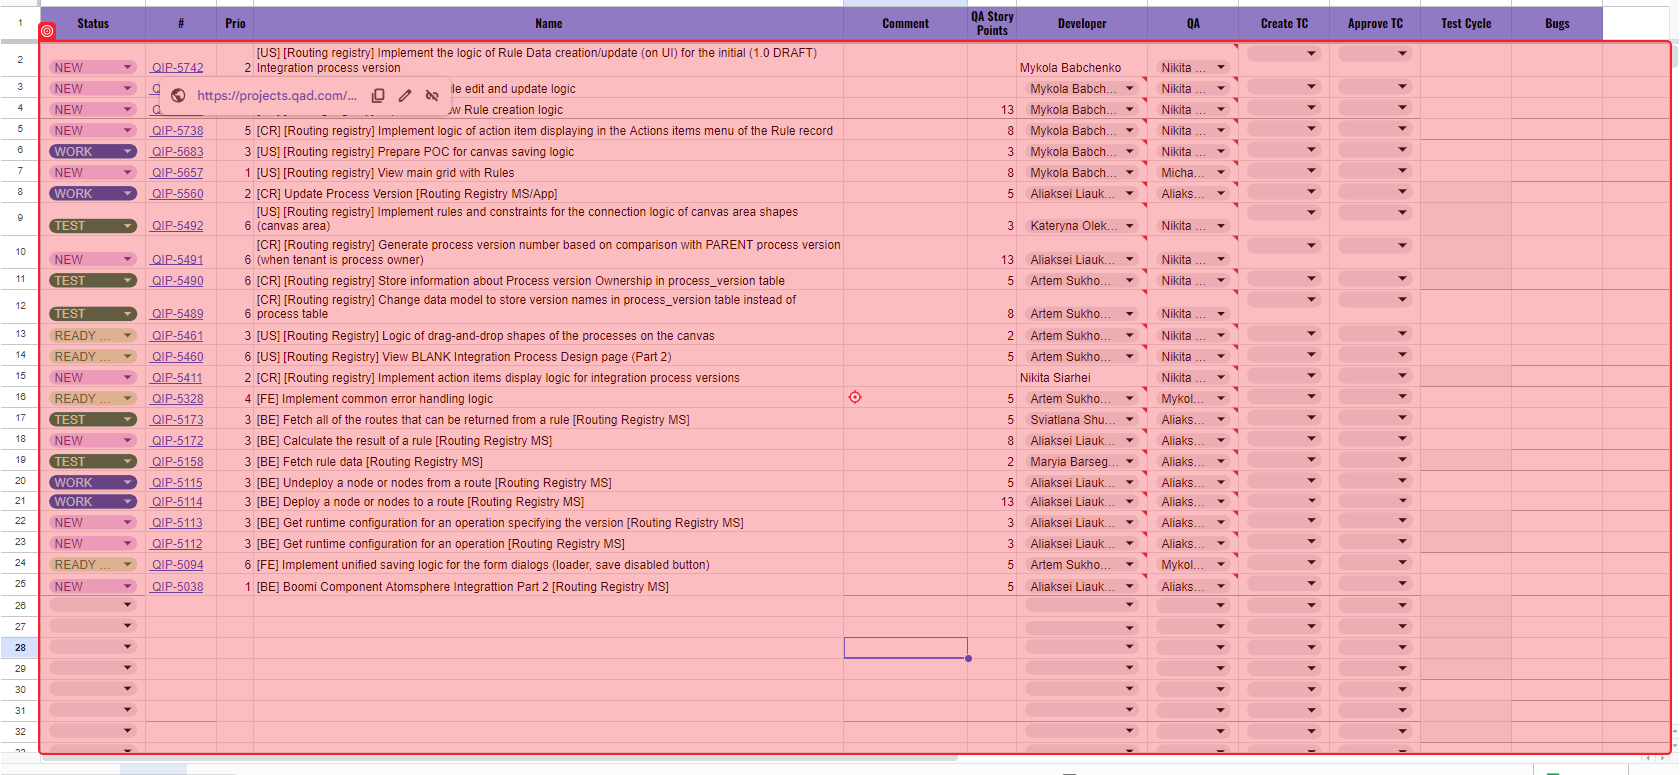 1 Status # Prio Name Comment QA Story Points Developer QA Create TC Approve TC Test Cycle Bugs
2 NEW QIP-5742 2 [US] [Routing registry] Implement the logic of Rule Data creation/update (on UI) for the initial (1.0 DRAFT) Integration process version Mykola Babchenko Nikita ...
3 NEW le edit and update logic Mykola Babch... Nikita ...
https://projects.qad.com/...
4 NEW w Rule creation logic 13 Mykola Babch... Nikita ...
5 NEW QIP-5738 5 [CR] [Routing registry] Implement logic of action item displaying in the Actions items menu of the Rule record 8 Mykola Babch... Nikita ...
6 WORK QIP-5683 3 [US] [Routing registry] Prepare POC for canvas saving logic 3 Mykola Babch... Nikita ...
7 NEW QIP-5657 1 [US] [Routing registry] View main grid with Rules 8 Mykola Babch... Micha...
8 WORK QIP-5560 2 [CR] Update Process Version [Routing Registry MS/App] 5 Aliaksei Liauk... Aliaks...
9 TEST QIP-5492 6 [US] [Routing registry] Implement rules and constraints for the connection logic of canvas area shapes (canvas area) 3 Kateryna Olek... Nikita ...
10 NEW QIP-5491 6 [CR] [Routing registry] Generate process version number based on comparison with PARENT process version (when tenant is process owner) 13 Aliaksei Liauk... Nikita ...
11 TEST QIP-5490 6 [CR] [Routing registry] Store information about Process version Ownership in process_version table 5 Artem Sukho... Nikita ...
12 TEST QIP-5489 6 [CR] [Routing registry] Change data model to store version names in process_version table instead of process table 8 Artem Sukho... Nikita ...
13 READY ... QIP-5461 3 [US] [Routing Registry] Logic of drag-and-drop shapes of the processes on the canvas 2 Artem Sukho... Nikita ...
14 READY ... QIP-5460 6 [US] [Routing Registry] View BLANK Integration Process Design page (Part 2) 5 Artem Sukho... Nikita ...
15 NEW QIP-5411 2 [CR] [Routing registry] Implement action items display logic for integration process versions Nikita Siarhei Nikita ...
16 READY ... QIP-5328 4 [FE] Implement common error handling logic 5 Artem Sukho... Mykol...
17 TEST QIP-5173 3 [BE] Fetch all of the routes that can be returned from a rule [Routing Registry MS] 5 Sviatlana Shu... Aliaks...
18 NEW QIP-5172 3 [BE] Calculate the result of a rule [Routing Registry MS] 8 Aliaksei Liauk... Aliaks...
19 TEST QIP-5158 3 [BE] Fetch rule data [Routing Registry MS] 2 Maryia Barseg... Aliaks...
20 WORK QIP-5115 3 [BE] Undeploy a node or nodes from a route [Routing Registry MS] 5 Aliaksei Liauk... Aliaks...
21 WORK QIP-5114 3 [BE] Deploy a node or nodes to a route [Routing Registry MS] 13 Aliaksei Liauk... Aliaks...
22 NEW QIP-5113 3 [BE] Get runtime configuration for an operation specifying the version [Routing Registry MS] 3 Aliaksei Liauk... Aliaks...
23 NEW QIP-5112 3 [BE] Get runtime configuration for an operation [Routing Registry MS] 3 Aliaksei Liauk... Aliaks...
24 READY ... QIP-5094 6 [FE] Implement unified saving logic for the form dialogs (loader, save disabled button) 5 Artem Sukho... Mykol...
25 NEW QIP-5038 1 [BE] Boomi Component Atomsphere Integrattion Part 2 [Routing Registry MS] 5 Aliaksei Liauk... Aliaks...
26
27
28
29
30
31
32